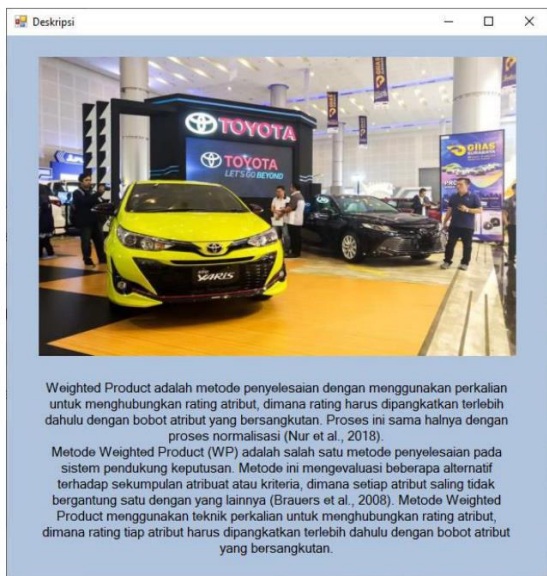 Deskripsi
TOYOTA
TOYOTA
LET'S GO BEYOND
GIIAS
YARIS
Weighted Product adalah metode penyelesaian dengan menggunakan perkalian
untuk menghubungkan rating atribut, dimana rating harus dipangkatkan terlebih
dahulu dengan bobot atribut yang bersangkutan. Proses ini sama halnya dengan
proses normalisasi (Nur et al., 2018).
Metode Weighted Product (WP) adalah salah satu metode penyelesaian pada
sistem pendukung keputusan. Metode ini mengevaluasi beberapa alternatif
terhadap sekumpulan atribuat atau kriteria, dimana setiap atribut saling tidak
bergantung satu dengan yang lainnya (Brauers et al., 2008). Metode Weighted
Product menggunakan teknik perkalian untuk menghubungkan rating atribut,
dimana rating tiap atribut harus dipangkatkan terlebih dahulu dengan bobot atribut
yang bersangkutan.